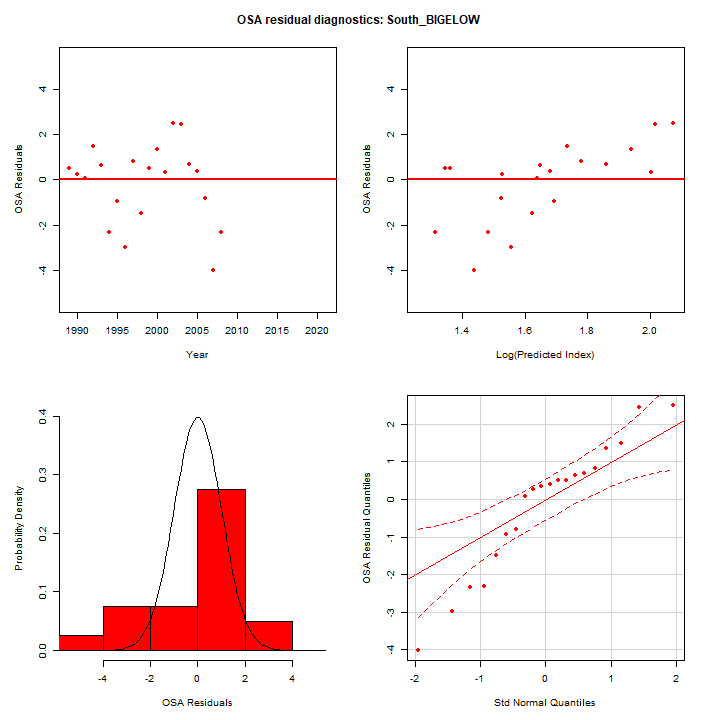 OSA residual diagnostics: South_BIGELOW
OSA Residuals
4
2
0
-2
-4
1990 1995 2000 2005 2010 2015 2020
Year
OSA Residuals
4
2
0
-2
-4
1.4 1.6 1.8 2.0
Log(Predicted Index)
Probability Density
0.4
0.3
0.2
0.1
0.0
-4 -2 0 2 4
OSA Residuals
OSA Residual Quantiles
2
1
0
-1
-2
-3
-4
-2 -1 0 1 2
Std Normal Quantiles